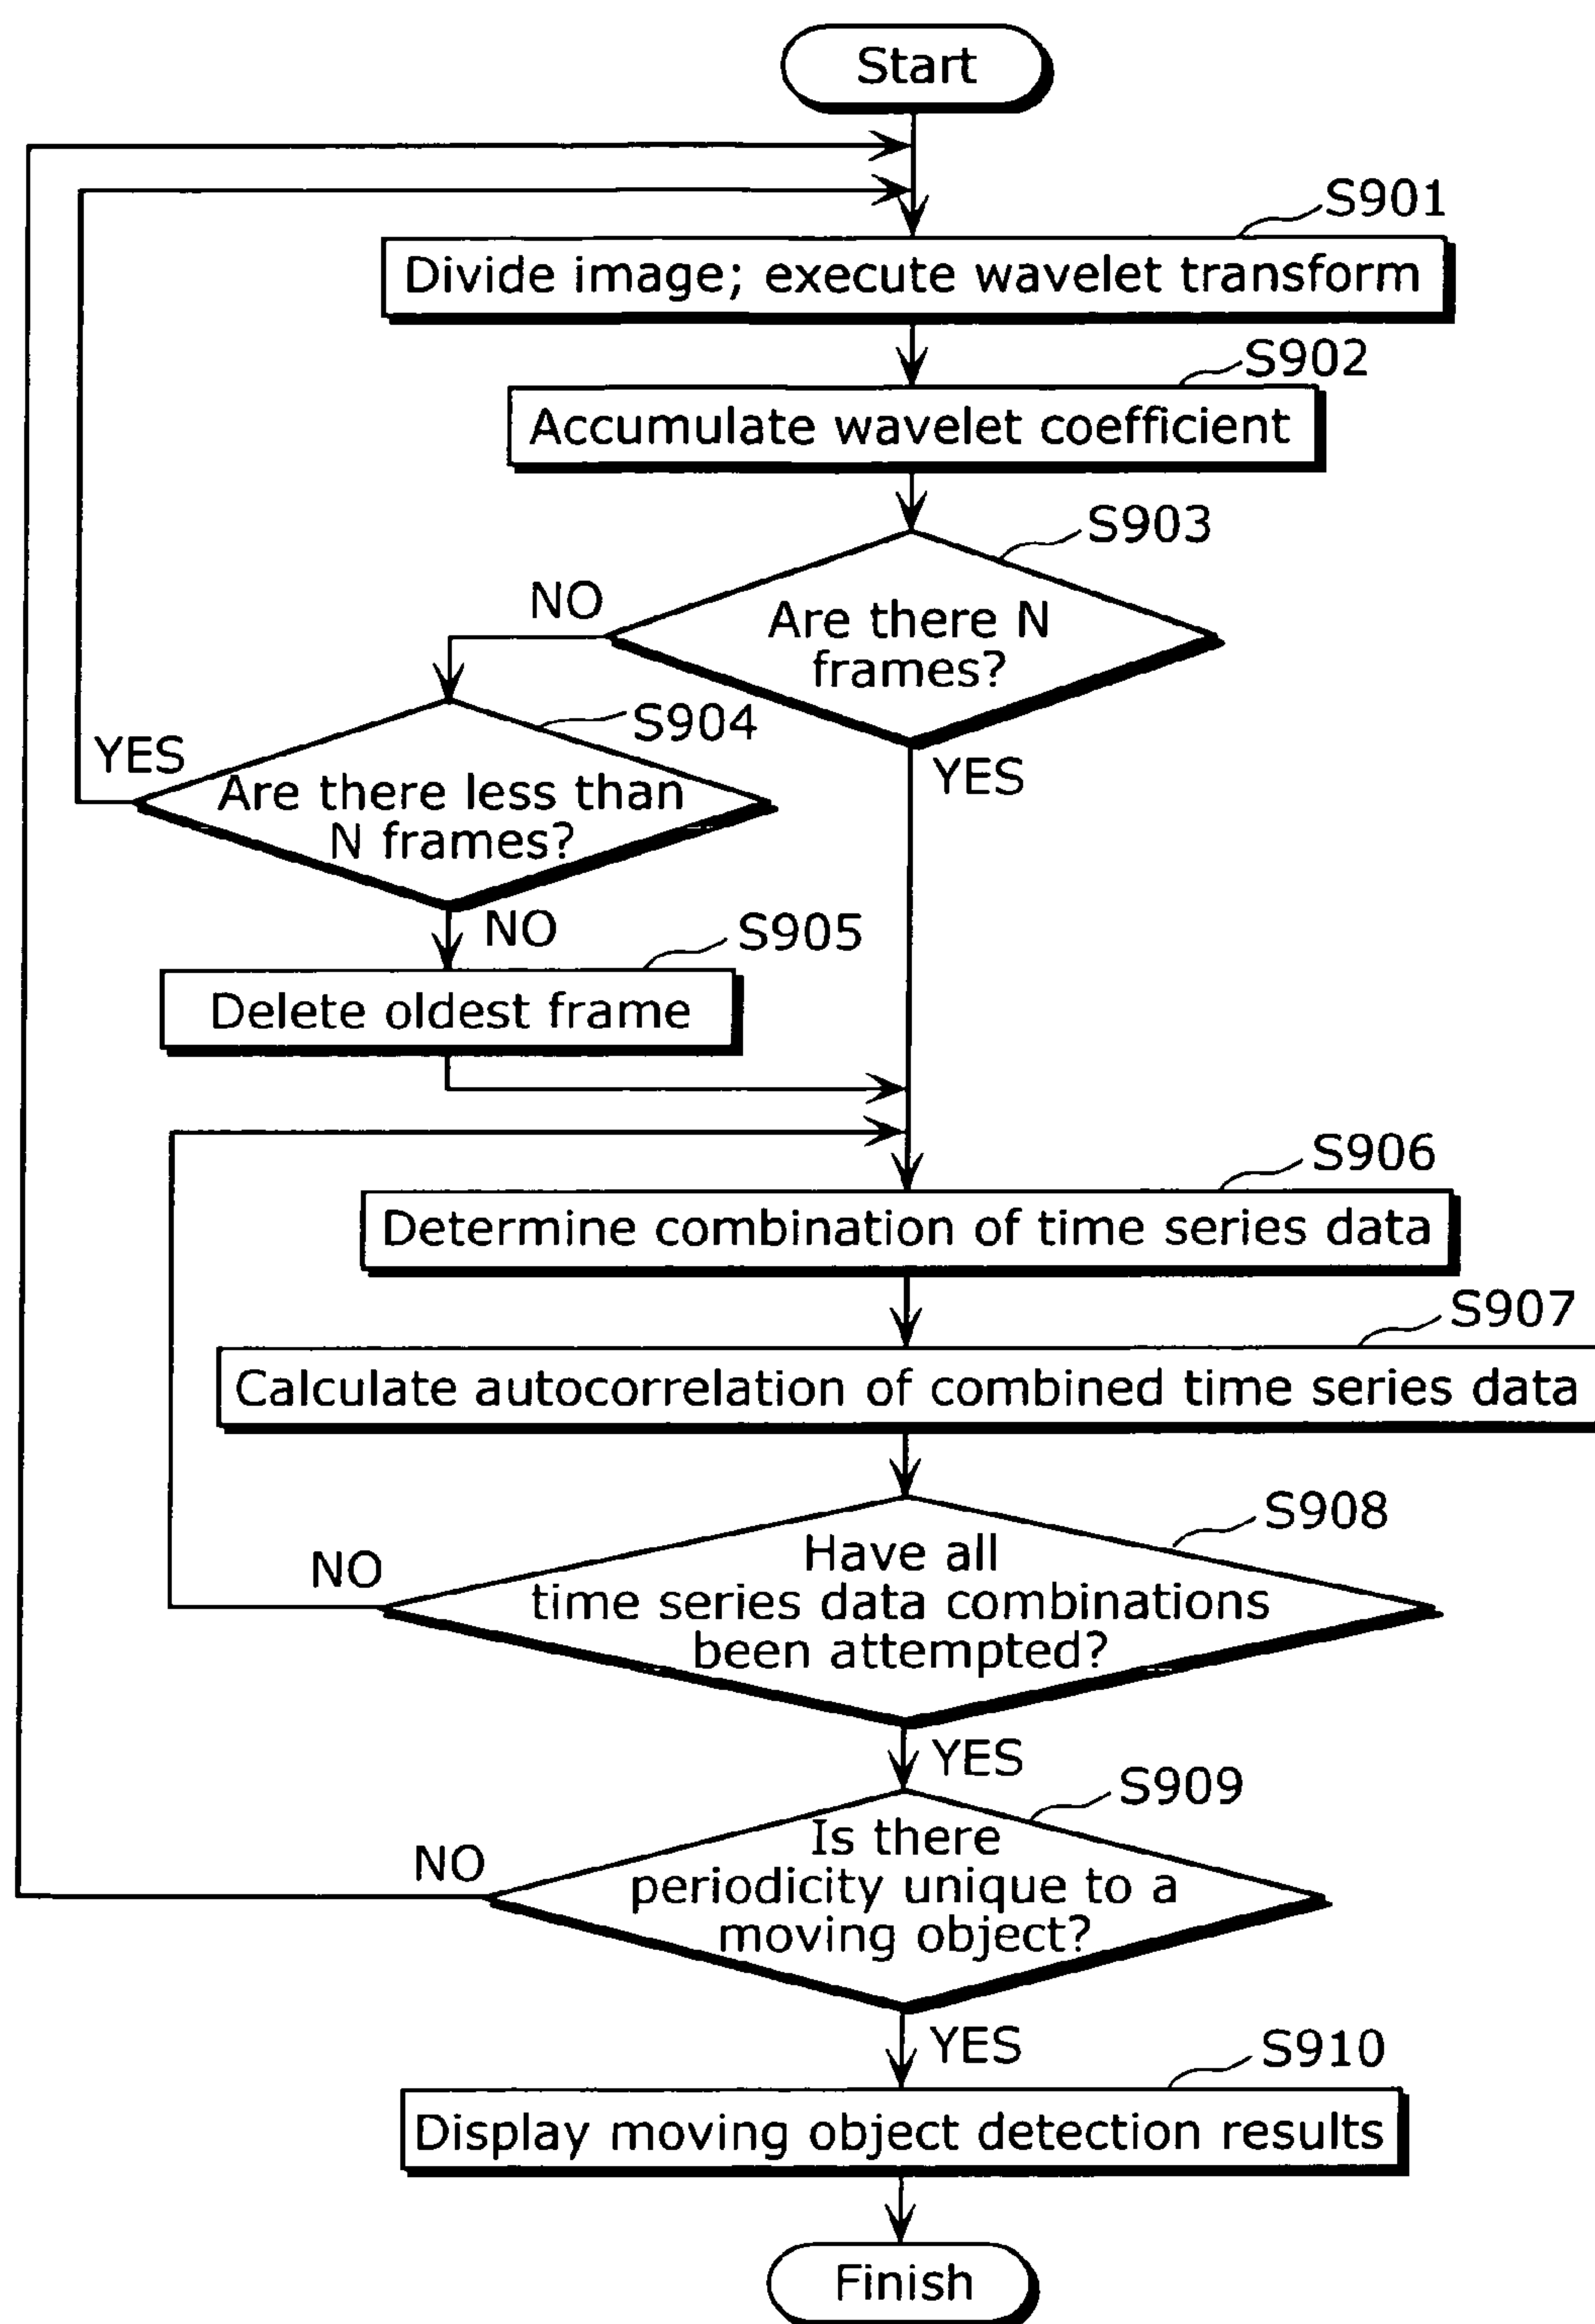 Start
S901
Divide image; execute wavelet transform
S902
Accumulate wavelet coefficient
S903
NO
Are there N
frames?
S904
YES
YES
Are there less than
N frames?
NO
S905
Delete oldest frame
S906
Determine combination of time series data
S907
Calculate autocorrelation of combined time series data
S908
Have all
NO
time series data combinations
been attempted?
YES
S909
Is there
NO
periodicity unique to a
moving object?
YES
S910
Display moving object detection results
Finish